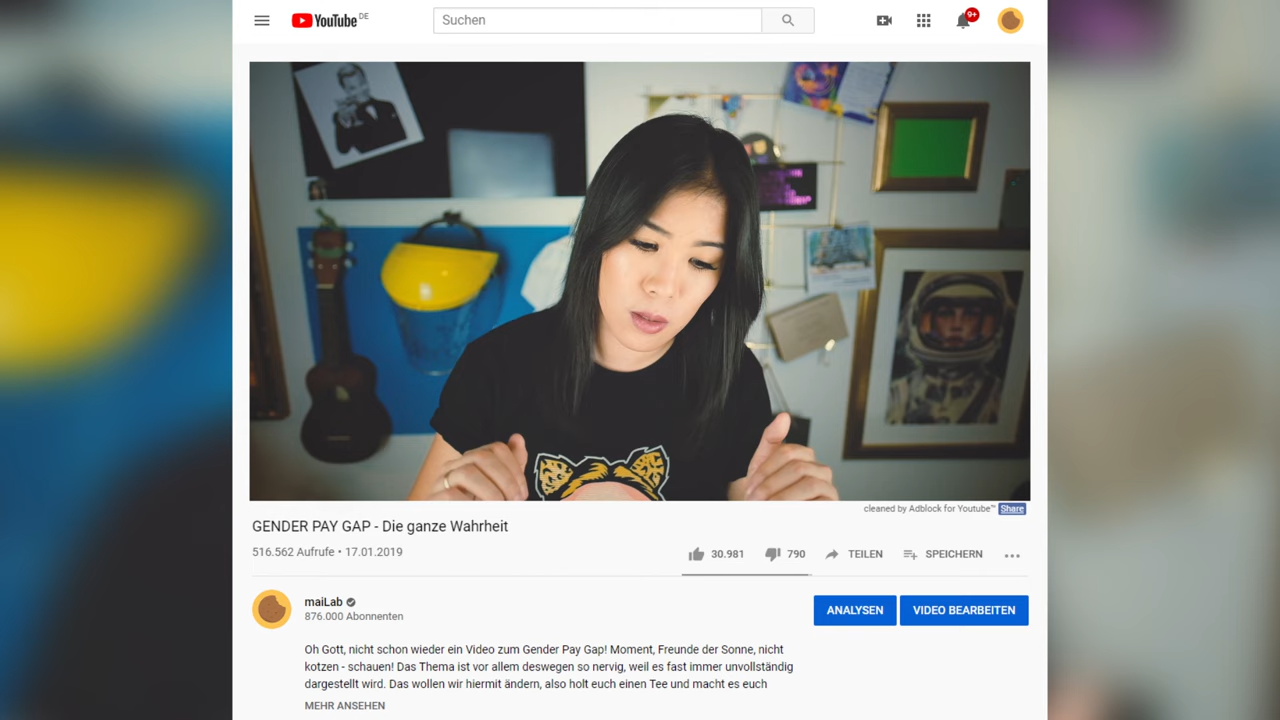 YouTube DE
Suchen
9+
cleaned by Adblock for Youtube™ Share
GENDER PAY GAP - Die ganze Wahrheit
516.562 Aufrufe • 17.01.2019
30.981
790
TEILEN
SPEICHERN
maiLab
876.000 Abonnenten
ANALYSEN
VIDEO BEARBEITEN
Oh Gott, nicht schon wieder ein Video zum Gender Pay Gap! Moment, Freunde der Sonne, nicht
kotzen - schauen! Das Thema ist vor allem deswegen so nervig, weil es fast immer unvollständig
dargestellt wird. Das wollen wir hiermit ändern, also holt euch einen Tee und macht es euch
MEHR ANSEHEN